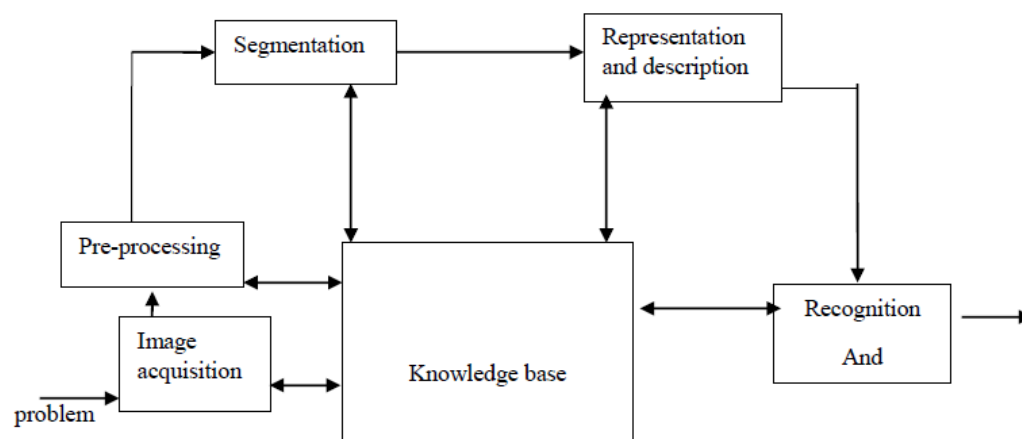 Segmentation
Representation
and description
Pre-processing
Image
acquisition
problem
Knowledge base
Recognition
And